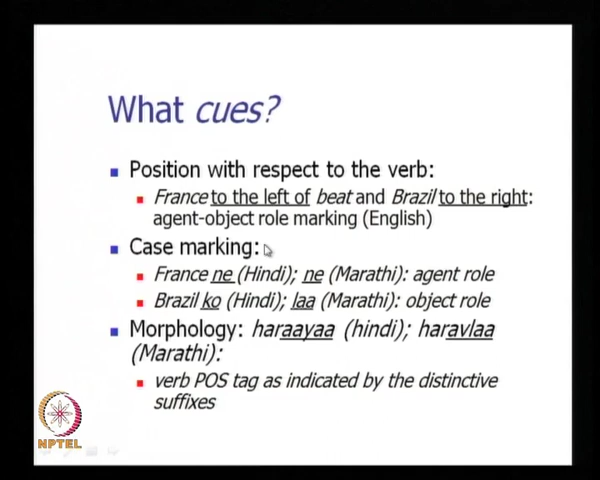 What cues?
Position with respect to the verb:
France to the left of beat and Brazil to the right:
agent-object role marking (English)
Case marking:
France ne (Hindi); ne (Marathi): agent role
Brazil ko (Hindi); laa (Marathi): object role
Morphology: haraayaa (hindi); haravlaa
(Marathi):
verb POS tag as indicated by the distinctive
suffixes
NPTEL